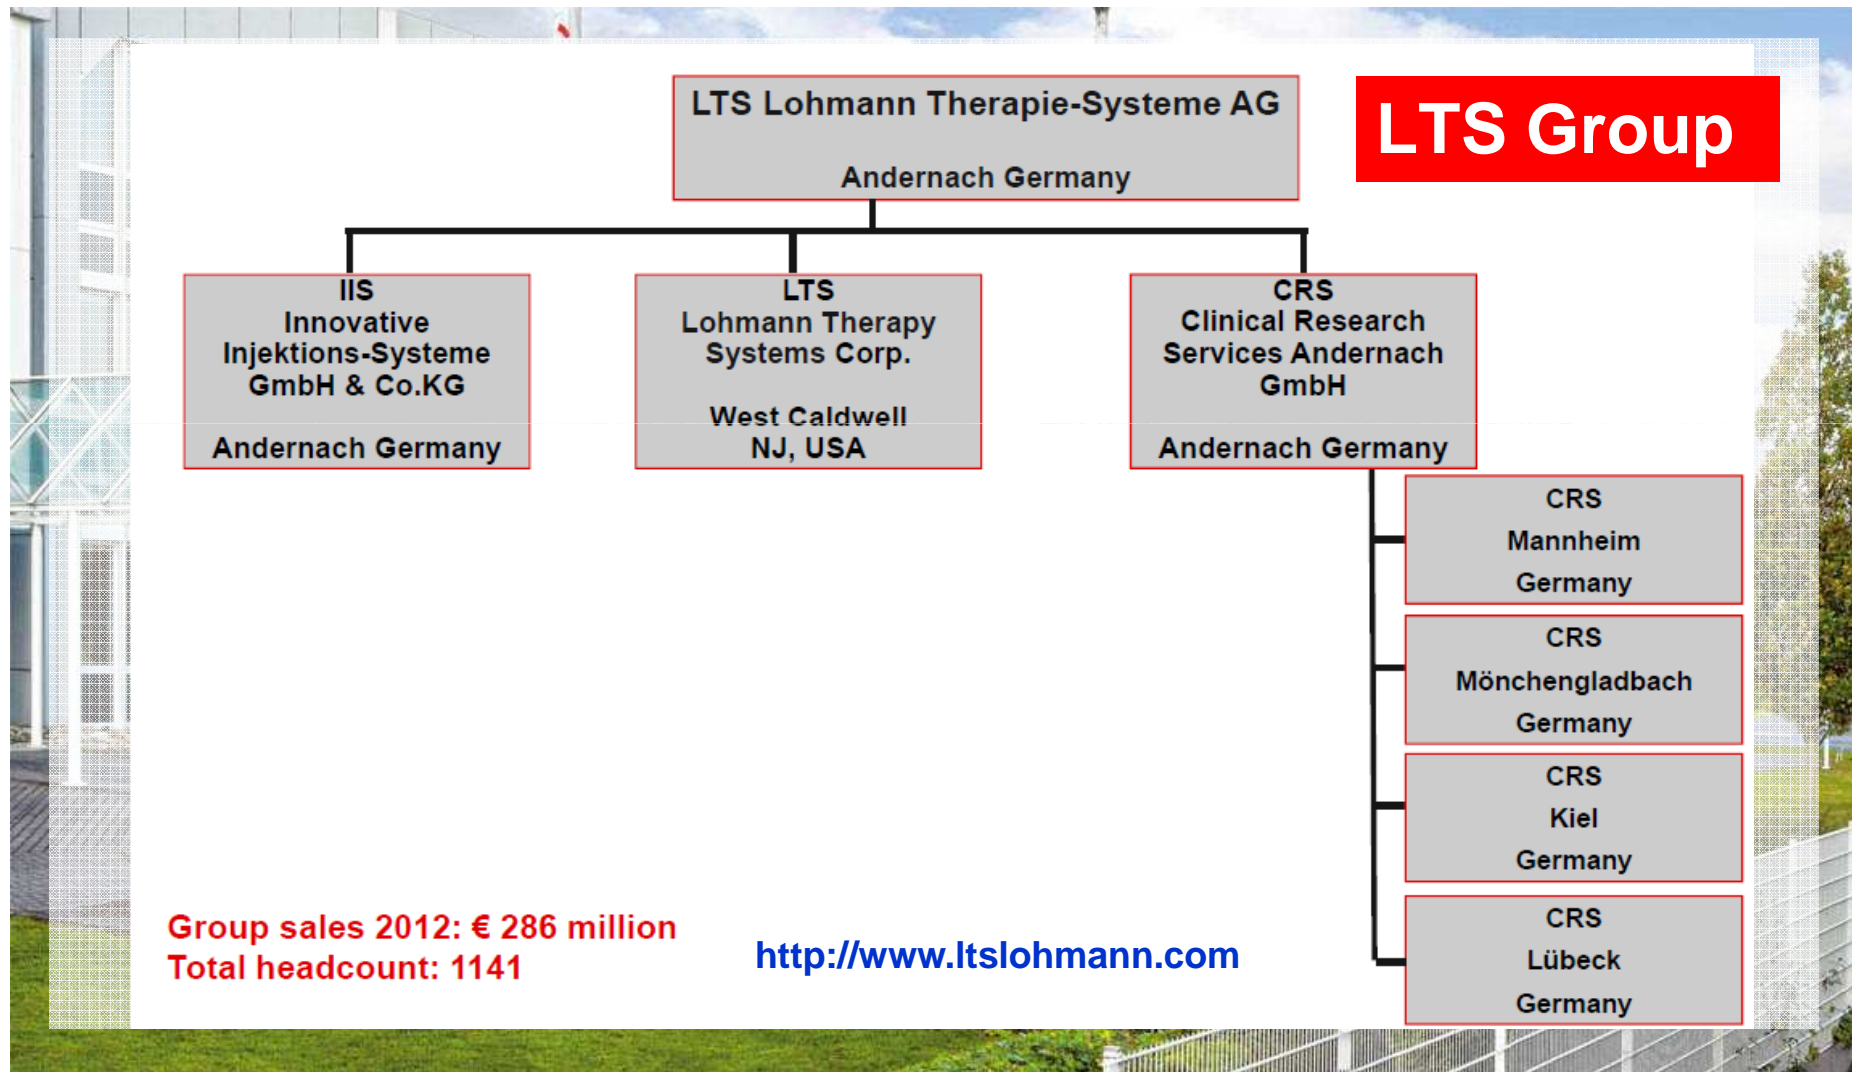 LTS Lohmann Therapie-Systeme AG
Andernach Germany
LTS Group
IIS
Innovative
Injektions-Systeme
GmbH & Co.KG
Andernach Germany
LTS
Lohmann Therapy
Systems Corp.
West Caldwell
NJ, USA
CRS
Clinical Research
Services Andernach
GmbH
Andernach Germany
CRS
Mannheim
Germany
CRS
Mönchengladbach
Germany
CRS
Kiel
Germany
CRS
Lübeck
Germany
Group sales 2012: € 286 million
Total headcount: 1141
http://www.ltslohmann.com